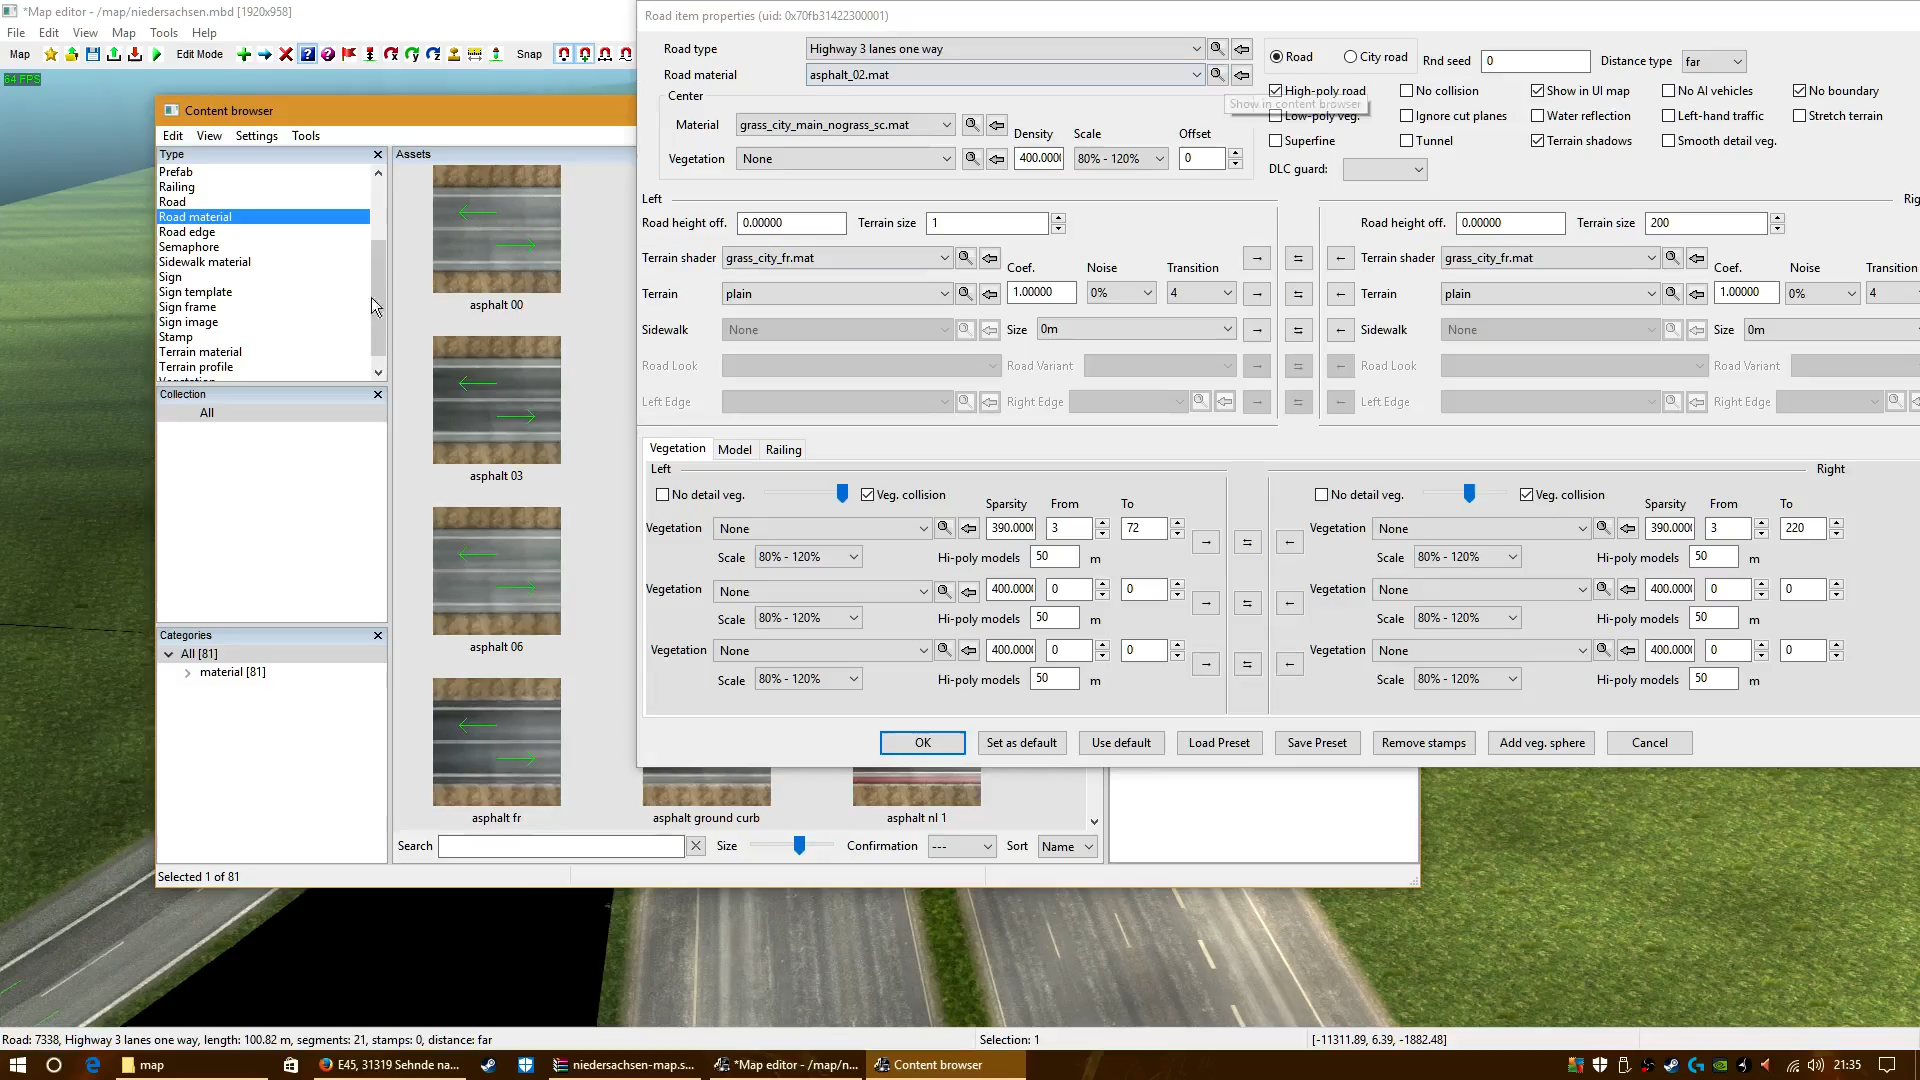 *Map editor - /map/niedersachsen.mbd [1920x958]
File Edit View Map Tools Help
Map Edit Mode Snap
64 FPS
Content browser
Edit View Settings Tools
Type
Prefab
Railing
Road
Road material
Road edge
Semaphore
Sidewalk material
Sign
Sign template
Sign frame
Sign image
Stamp
Terrain material
Terrain profile
Collection
All
Categories
All [81]
material [81]
Assets
asphalt 00
asphalt 03
asphalt 06
asphalt fr
asphalt ground curb
asphalt nl 1
Search Size Confirmation --- Sort Name
Selected 1 of 81
Road item properties (uid: 0x70fb31422300001)
Road type Highway 3 lanes one way
Road material asphalt_02.mat
Road City road Rnd seed 0 Distance type far
High-poly road No collision Show in UI map No AI vehicles No boundary
Show in content browser
Low-poly veg. Ignore cut planes Water reflection Left-hand traffic Stretch terrain
Superfine Tunnel Terrain shadows Smooth detail veg.
DLC guard:
Center
Material grass_city_main_nograss_sc.mat Density Scale Offset
Vegetation None 400.000 80% - 120% 0
Left
Road height off. 0.00000 Terrain size 1
Terrain shader grass_city_fr.mat Coef. Noise Transition
Terrain plain 1.00000 0% 4
Sidewalk None Size 0m
Road Look Road Variant
Left Edge Right Edge
Road height off. 0.00000 Terrain size 200
Terrain shader grass_city_fr.mat Coef. Noise Transition
Terrain plain 1.00000 0% 4
Sidewalk None Size 0m
Road Look Road Variant
Left Edge Right Edge
Vegetation Model Railing
Left
No detail veg. Veg. collision Sparsity From To
Vegetation None 390.000 3 72
Scale 80% - 120% Hi-poly models 50 m
Vegetation None 400.000 0 0
Scale 80% - 120% Hi-poly models 50 m
Vegetation None 400.000 0 0
Scale 80% - 120% Hi-poly models 50 m
Right
No detail veg. Veg. collision Sparsity From To
Vegetation None 390.000 3 220
Scale 80% - 120% Hi-poly models 50 m
Vegetation None 400.000 0 0
Scale 80% - 120% Hi-poly models 50 m
Vegetation None 400.000 0 0
Scale 80% - 120% Hi-poly models 50 m
OK Set as default Use default Load Preset Save Preset Remove stamps Add veg. sphere Cancel
Road: 7338, Highway 3 lanes one way, length: 100.82 m, segments: 21, stamps: 0, distance: far
Selection: 1
[-11311.89, 6.39, -1882.48]
map
E45, 31319 Sehnde na...
niedersachsen-map.s...
*Map editor - /map/n...
Content browser
21:35